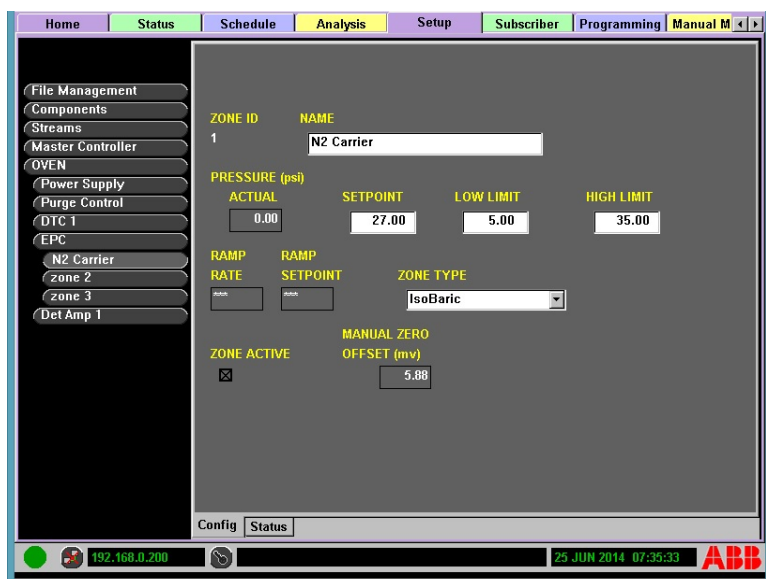 Home Status Schedule Analysis Setup Subscriber Programming Manual M
File Management
Components
Streams
Master Controller
OVEN
Power Supply
Purge Control
DTC 1
EPC
N2 Carrier
zone 2
zone 3
Det Amp 1
ZONE ID NAME
1 N2 Carrier
PRESSURE (psi)
ACTUAL SETPOINT LOW LIMIT HIGH LIMIT
0.00 27.00 5.00 35.00
RAMP RAMP
RATE SETPOINT ZONE TYPE
*** *** IsoBaric
MANUAL ZERO
ZONE ACTIVE OFFSET (mv)
5.88
Config Status
192.168.0.200 25 JUN 2014 07:35:33 ABB